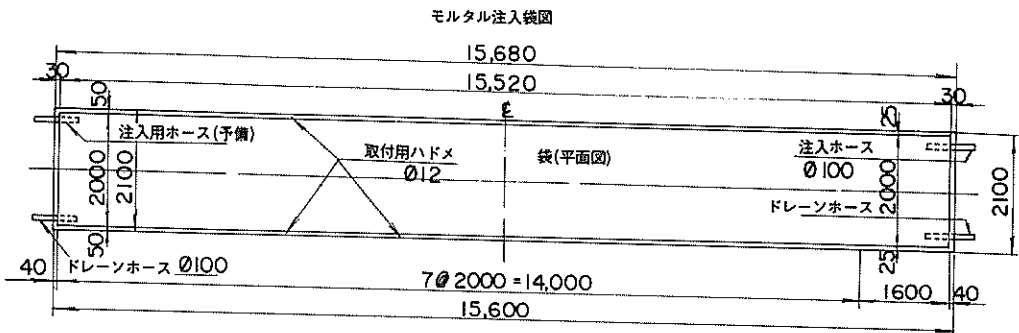 モルタル注入袋図
15,680
30
15,520
30
50
℄
25
注入用ホース(予備)
取付用ハドメ
Ø12
袋(平面図)
注入ホース
Ø100
2000
2100
2000
2100
ドレーンホース
50
25
40
ドレーンホース Ø100
7@2000=14,000
1600
40
15,600